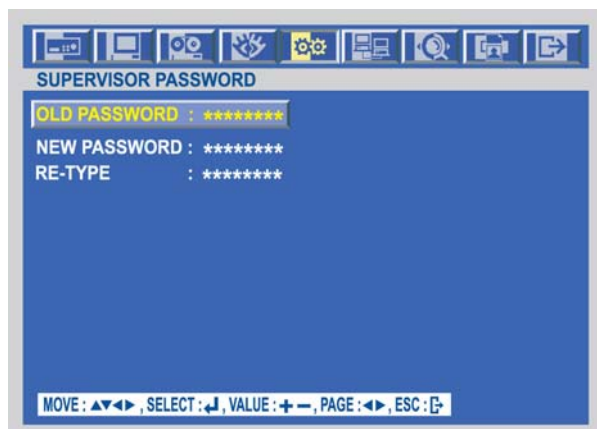 SUPERVISOR PASSWORD
OLD PASSWORD : ********
NEW PASSWORD : ********
RE-TYPE : ********
MOVE : ▲▼◀▶ , SELECT : ↵ , VALUE : + − , PAGE : ◀▶ , ESC :